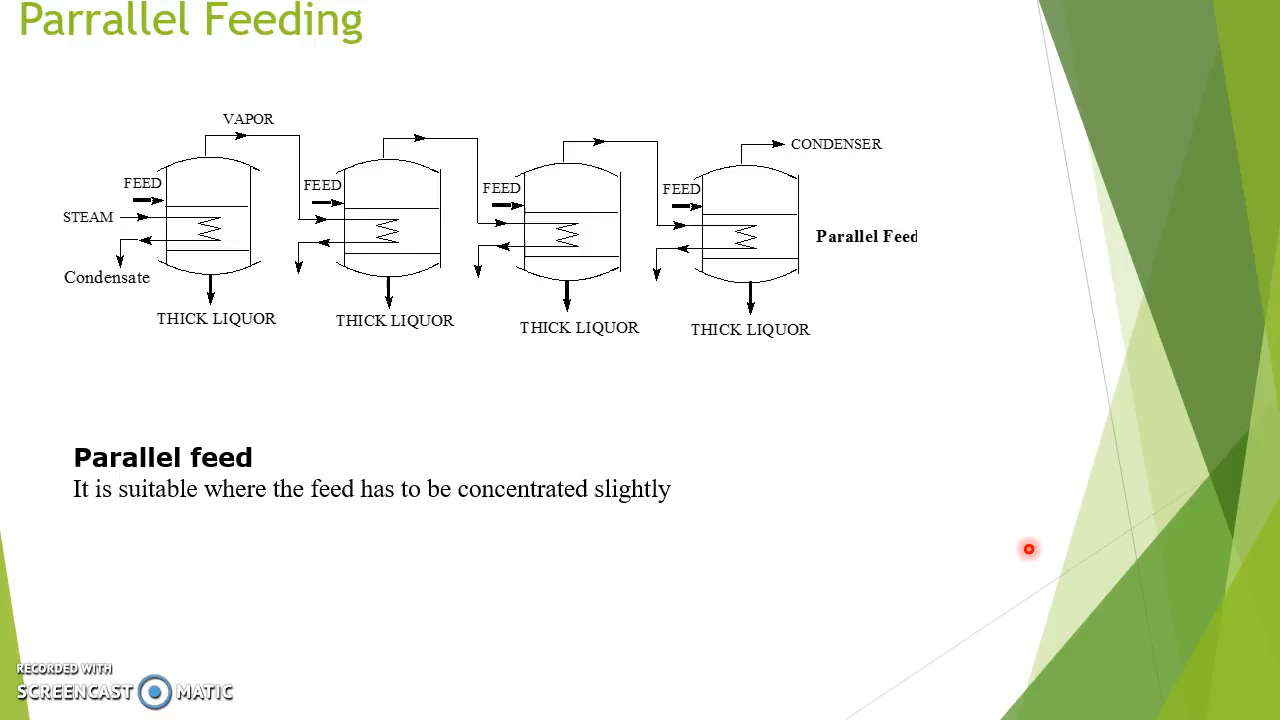 Parrallel Feeding
VAPOR
CONDENSER
FEED
FEED
FEED
FEED
STEAM
Parallel Feed
Condensate
THICK LIQUOR
THICK LIQUOR
THICK LIQUOR
THICK LIQUOR
Parallel feed
It is suitable where the feed has to be concentrated slightly
RECORDED WITH
SCREENCAST MATIC